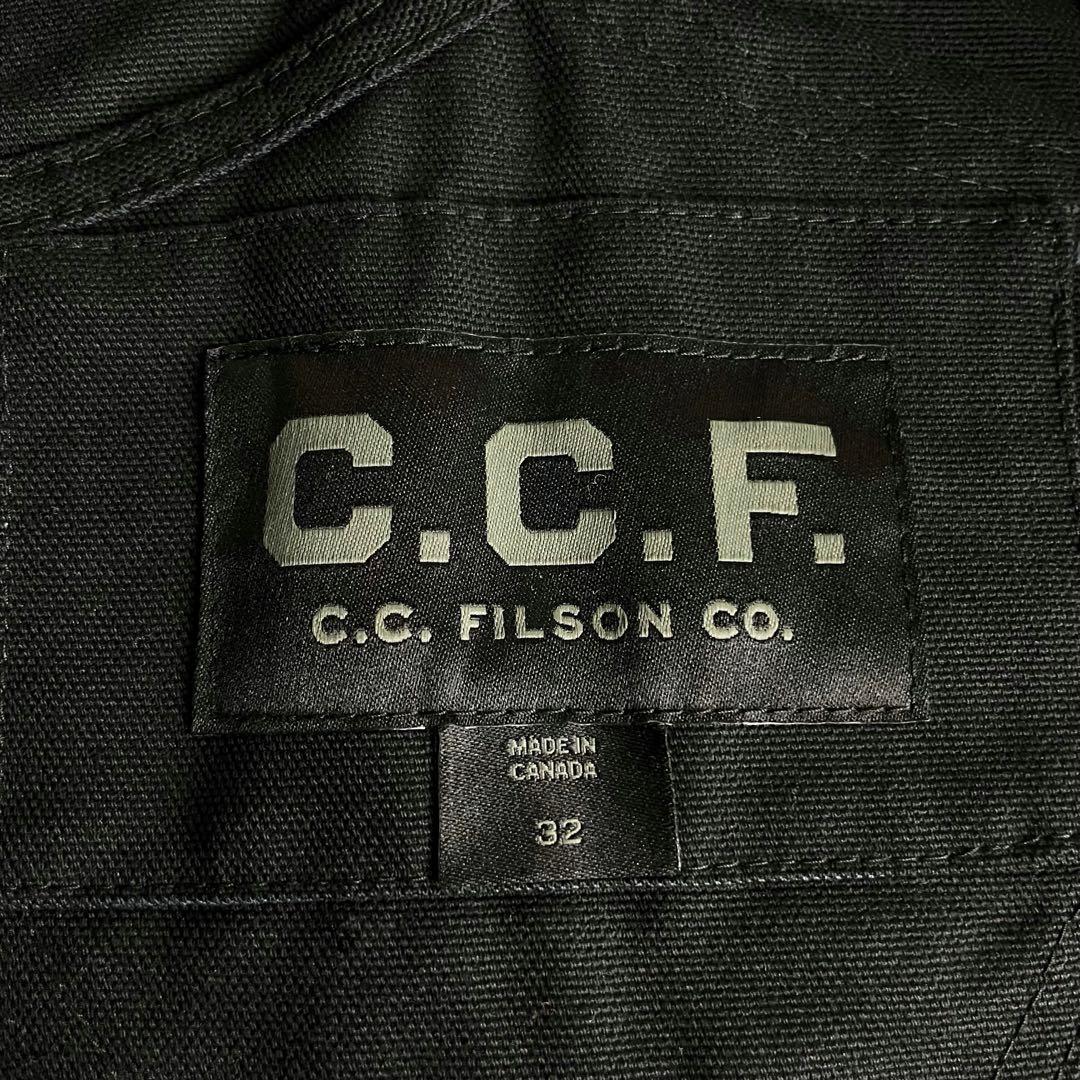 C.C.F.
C.C. FILSON CO.
MADE IN
CANADA
32